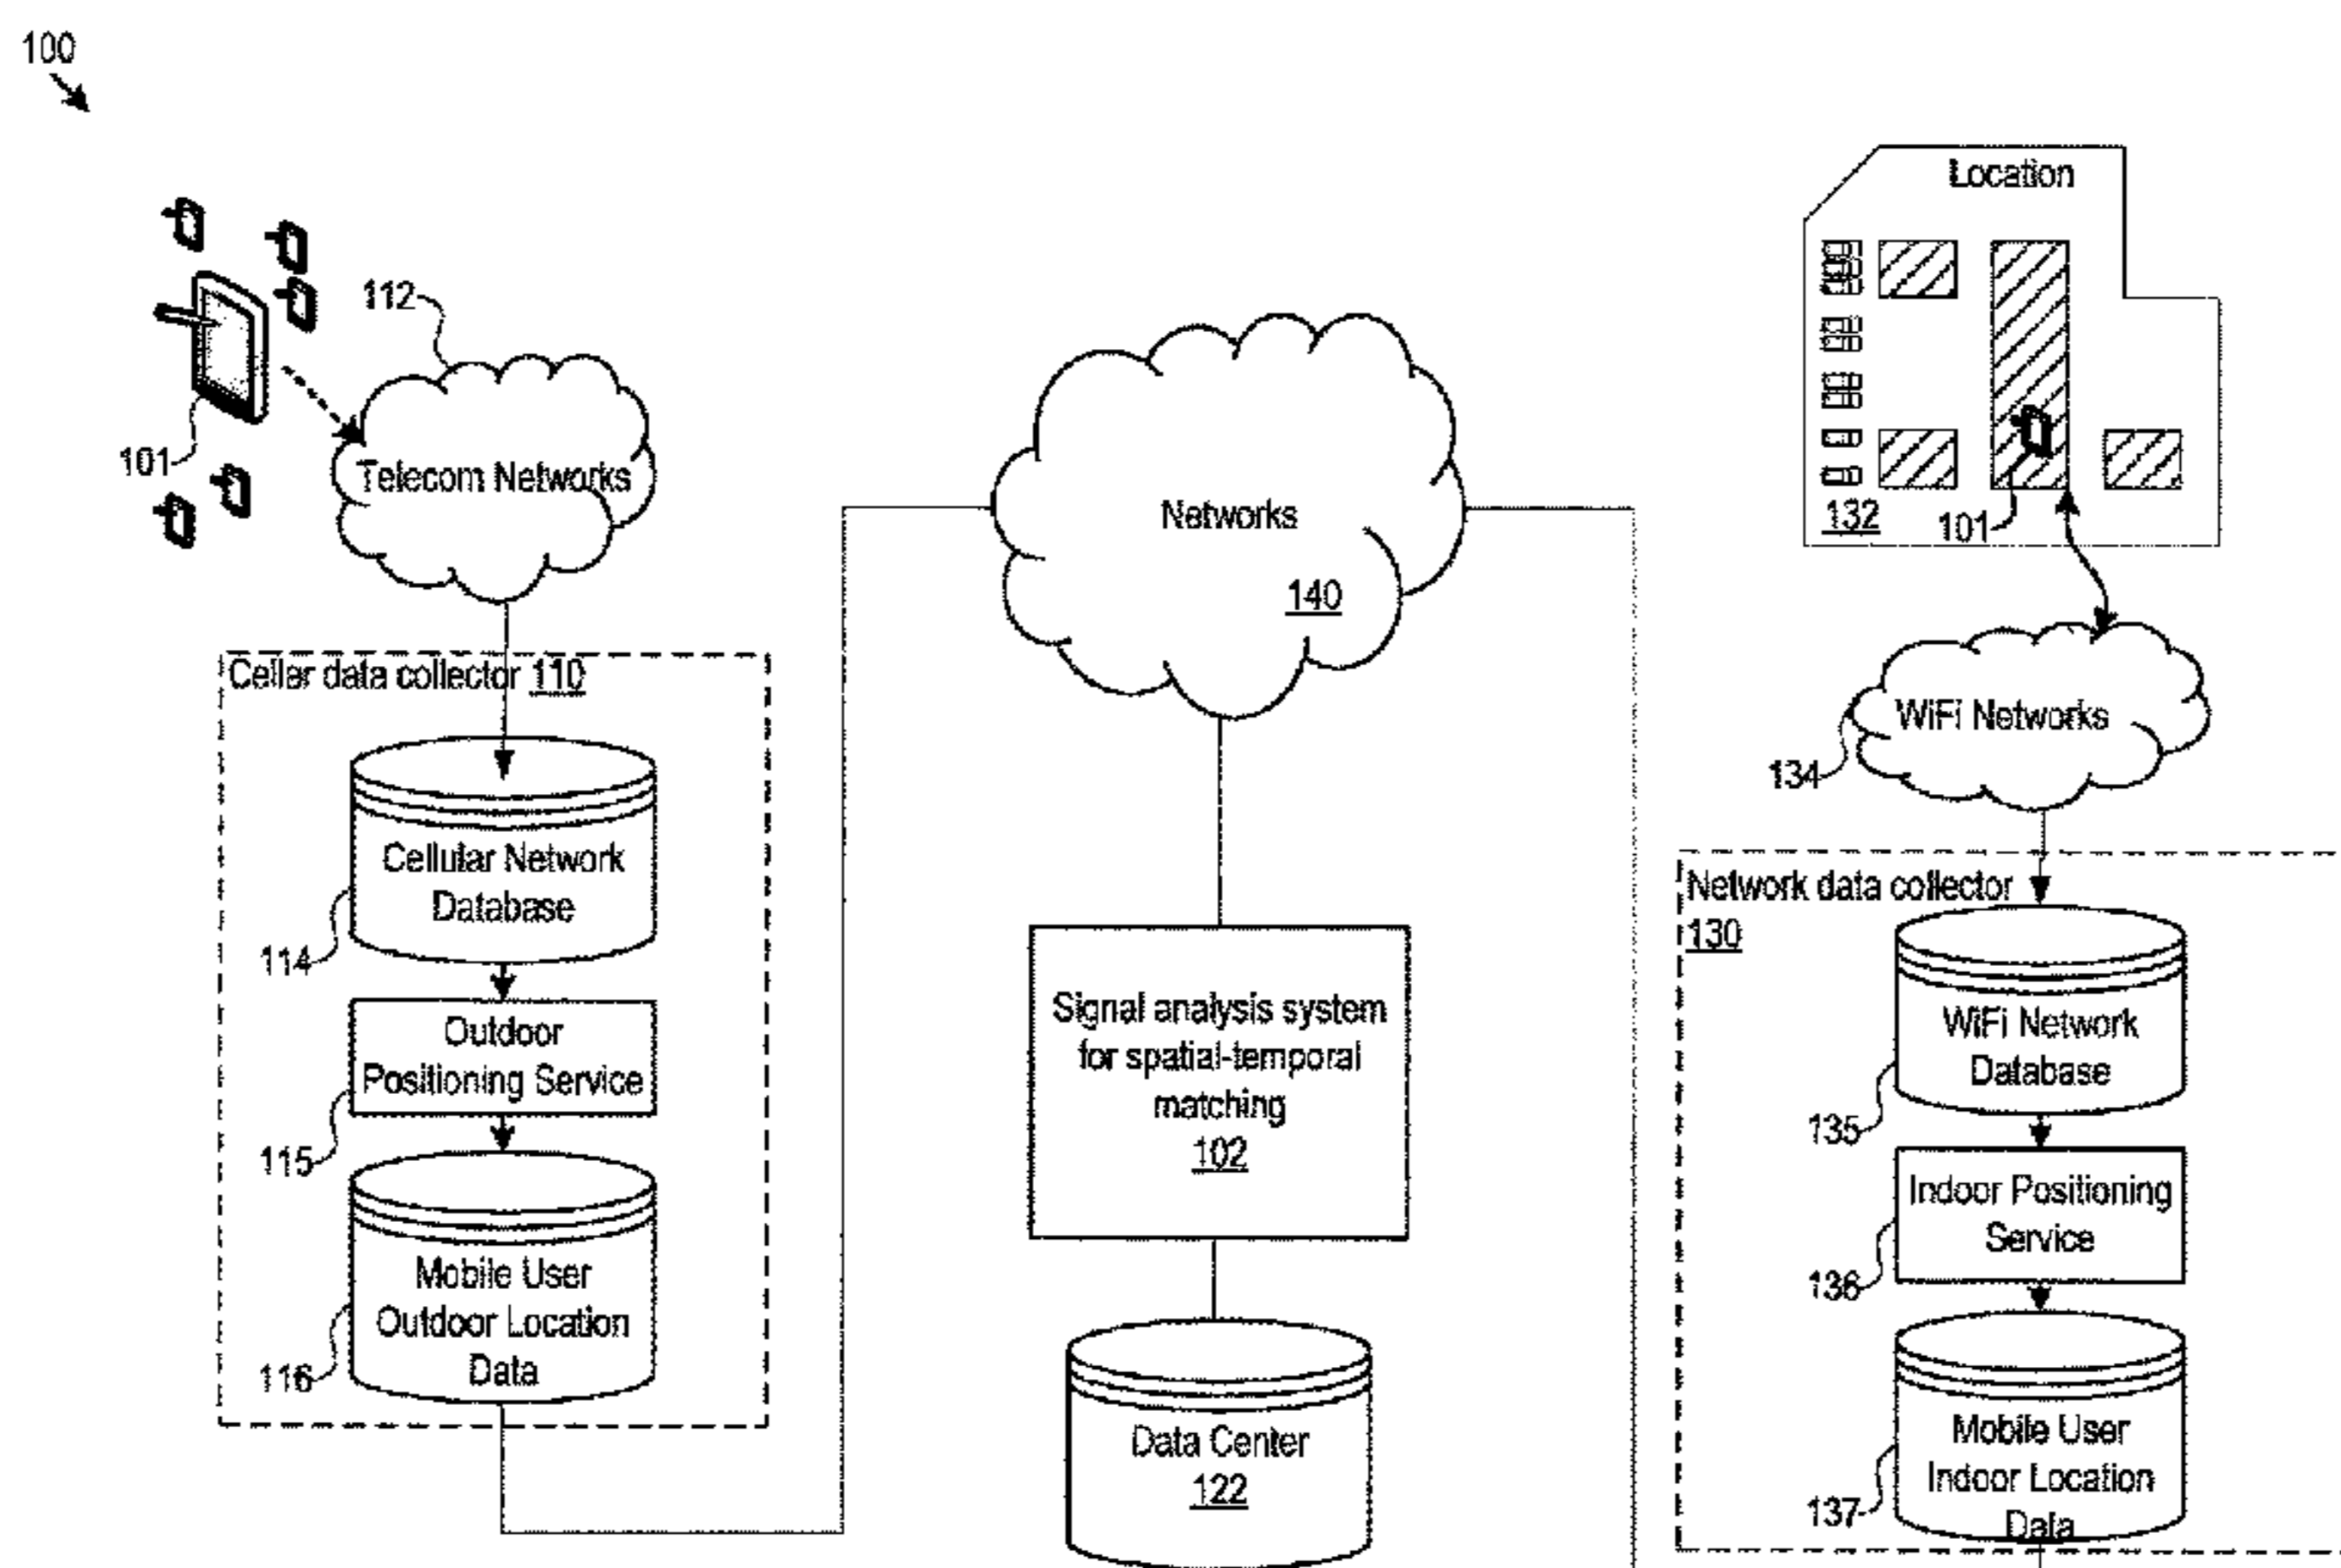 100
Location
112
101
Telecom Networks
Networks
140
132
101
Celler data collector 110
WiFi Networks
134
Cellular Network
Database
114
Network data collector
130
Outdoor
Positioning Service
115
Signal analysis system
for spatial-temporal
matching
102
WiFi Network
Database
135
Indoor Positioning
Service
136
Mobile User
Outdoor Location
Data
116
Data Center
122
Mobile User
Indoor Location
Data
137